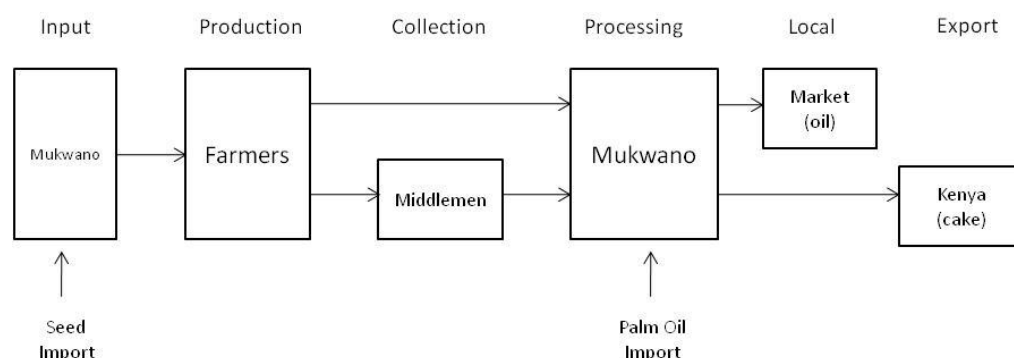 Input Production Collection Processing Local Export
Mukwano
Farmers
Middlemen
Mukwano
Market
(oil)
Kenya
(cake)
Seed
Import
Palm Oil
Import